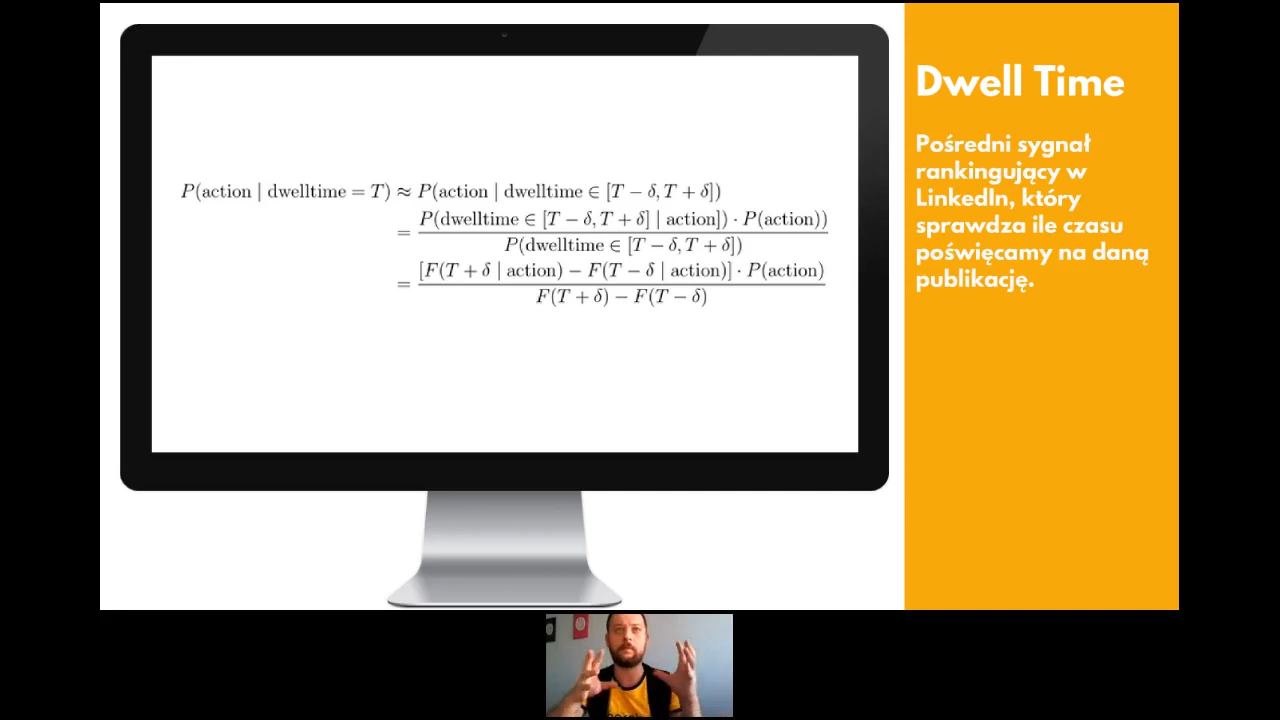 P(action | dwelltime = T) ≈ P(action | dwelltime ∈ [T − δ, T + δ])
= P(dwelltime ∈ [T − δ, T + δ] | action]) · P(action))
P(dwelltime ∈ [T − δ, T + δ])
= [F(T + δ | action) − F(T − δ | action)] · P(action)
F(T + δ) − F(T − δ)
Dwell Time
Pośredni sygnał
rankingujący w
LinkedIn, który
sprawdza ile czasu
poświęcamy na daną
publikację.